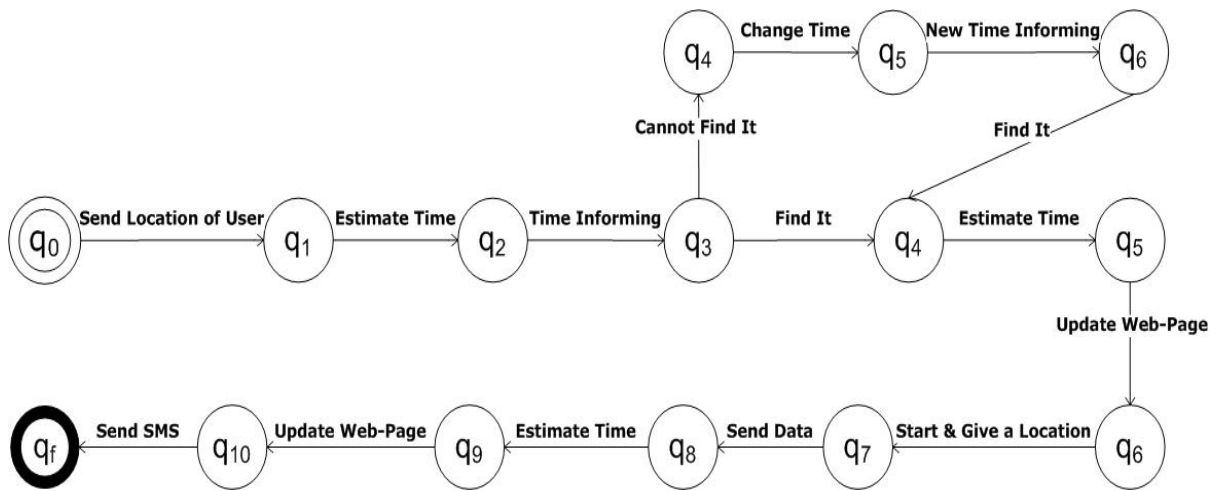 Change Time New Time Informing
q4 q5 q6
Cannot Find It Find It
Send Location of User Estimate Time Time Informing Find It Estimate Time
q0 q1 q2 q3 q4 q5
Update Web-Page
Send SMS Update Web-Page Estimate Time Send Data Start & Give a Location
qf q10 q9 q8 q7 q6